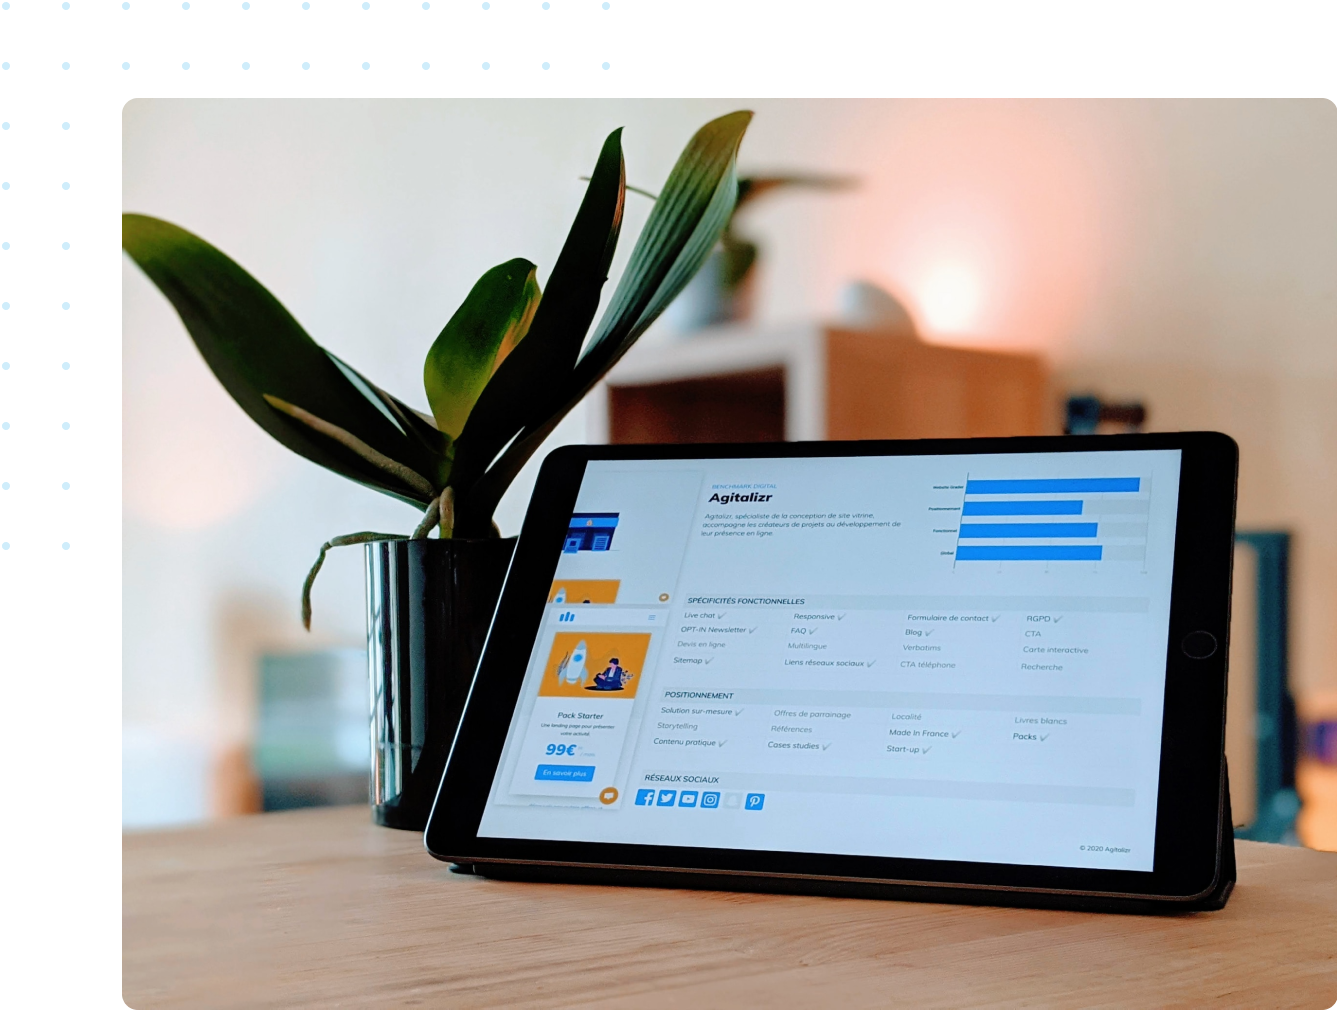 BENCHMARK DIGITAL
Agitalizr
Agitalizr, spécialiste de la conception de site vitrine,
accompagne les créateurs de projets au développement de
leur présence en ligne.
Website Grader
Positionnement
Fonctionnel
Global
SPÉCIFICITÉS FONCTIONNELLES
Live chat ✓ Responsive ✓ Formulaire de contact ✓ RGPD ✓
OPT-IN Newsletter ✓ FAQ ✓ Blog ✓ CTA
Devis en ligne Multilingue Verbatims Carte interactive
Sitemap ✓ Liens réseaux sociaux ✓ CTA téléphone Recherche
POSITIONNEMENT
Solution sur-mesure ✓ Offres de parrainage Localité Livres blancs
Storytelling Références Made In France ✓ Packs ✓
Contenu pratique ✓ Cases studies ✓ Start-up ✓
RÉSEAUX SOCIAUX
Pack Starter
Une landing page pour présenter
votre activité.
99€
En savoir plus
© 2020 Agitalizr